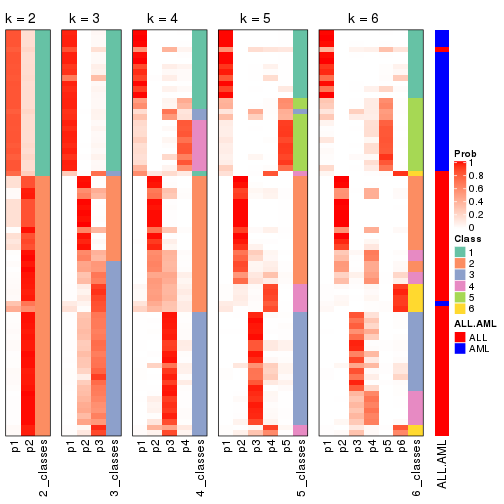 k = 2
k = 3
k = 4
k = 5
k = 6
Prob
1
0.8
0.6
0.4
0.2
0
Class
1
2
3
4
5
6
ALL.AML
ALL
AML
p1
p2
2_classes
p1
p2
p3
3_classes
p1
p2
p3
p4
4_classes
p1
p2
p3
p4
p5
5_classes
p1
p2
p3
p4
p5
p6
6_classes
ALL.AML